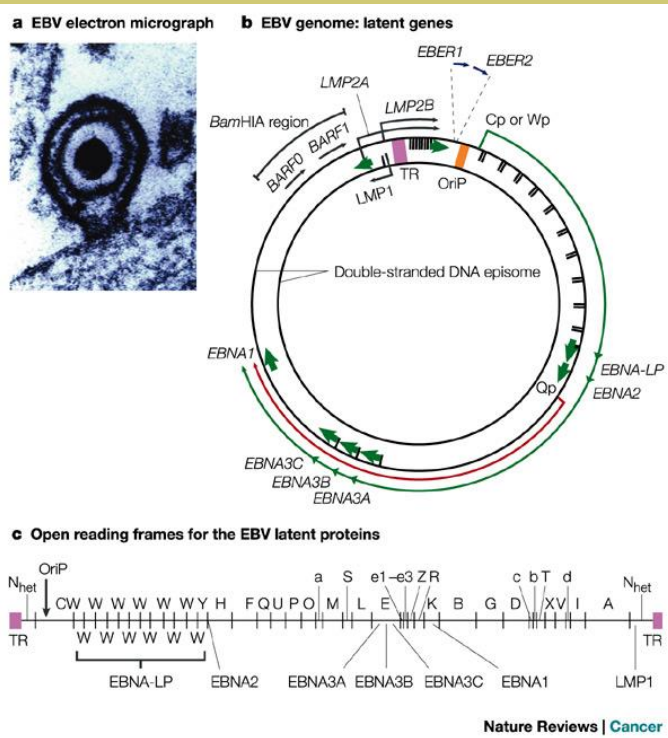 a EBV electron micrograph
b EBV genome: latent genes
EBER1
EBER2
LMP2A
LMP2B
Cp or Wp
BamHIA region
BARF1
BARF0
LMP1
TR
OriP
Double-stranded DNA episome
EBNA1
EBNA-LP
Qp
EBNA2
EBNA3C
EBNA3B
EBNA3A
c Open reading frames for the EBV latent proteins
OriP
Nhet
a S e1–e3 Z R c b T d
Nhet
C W W W W W W Y H F Q U P O M L E K B G D X V I A
TR
W W W W W W
TR
EBNA-LP EBNA2 EBNA3A EBNA3B EBNA3C EBNA1 LMP1
Nature Reviews | Cancer